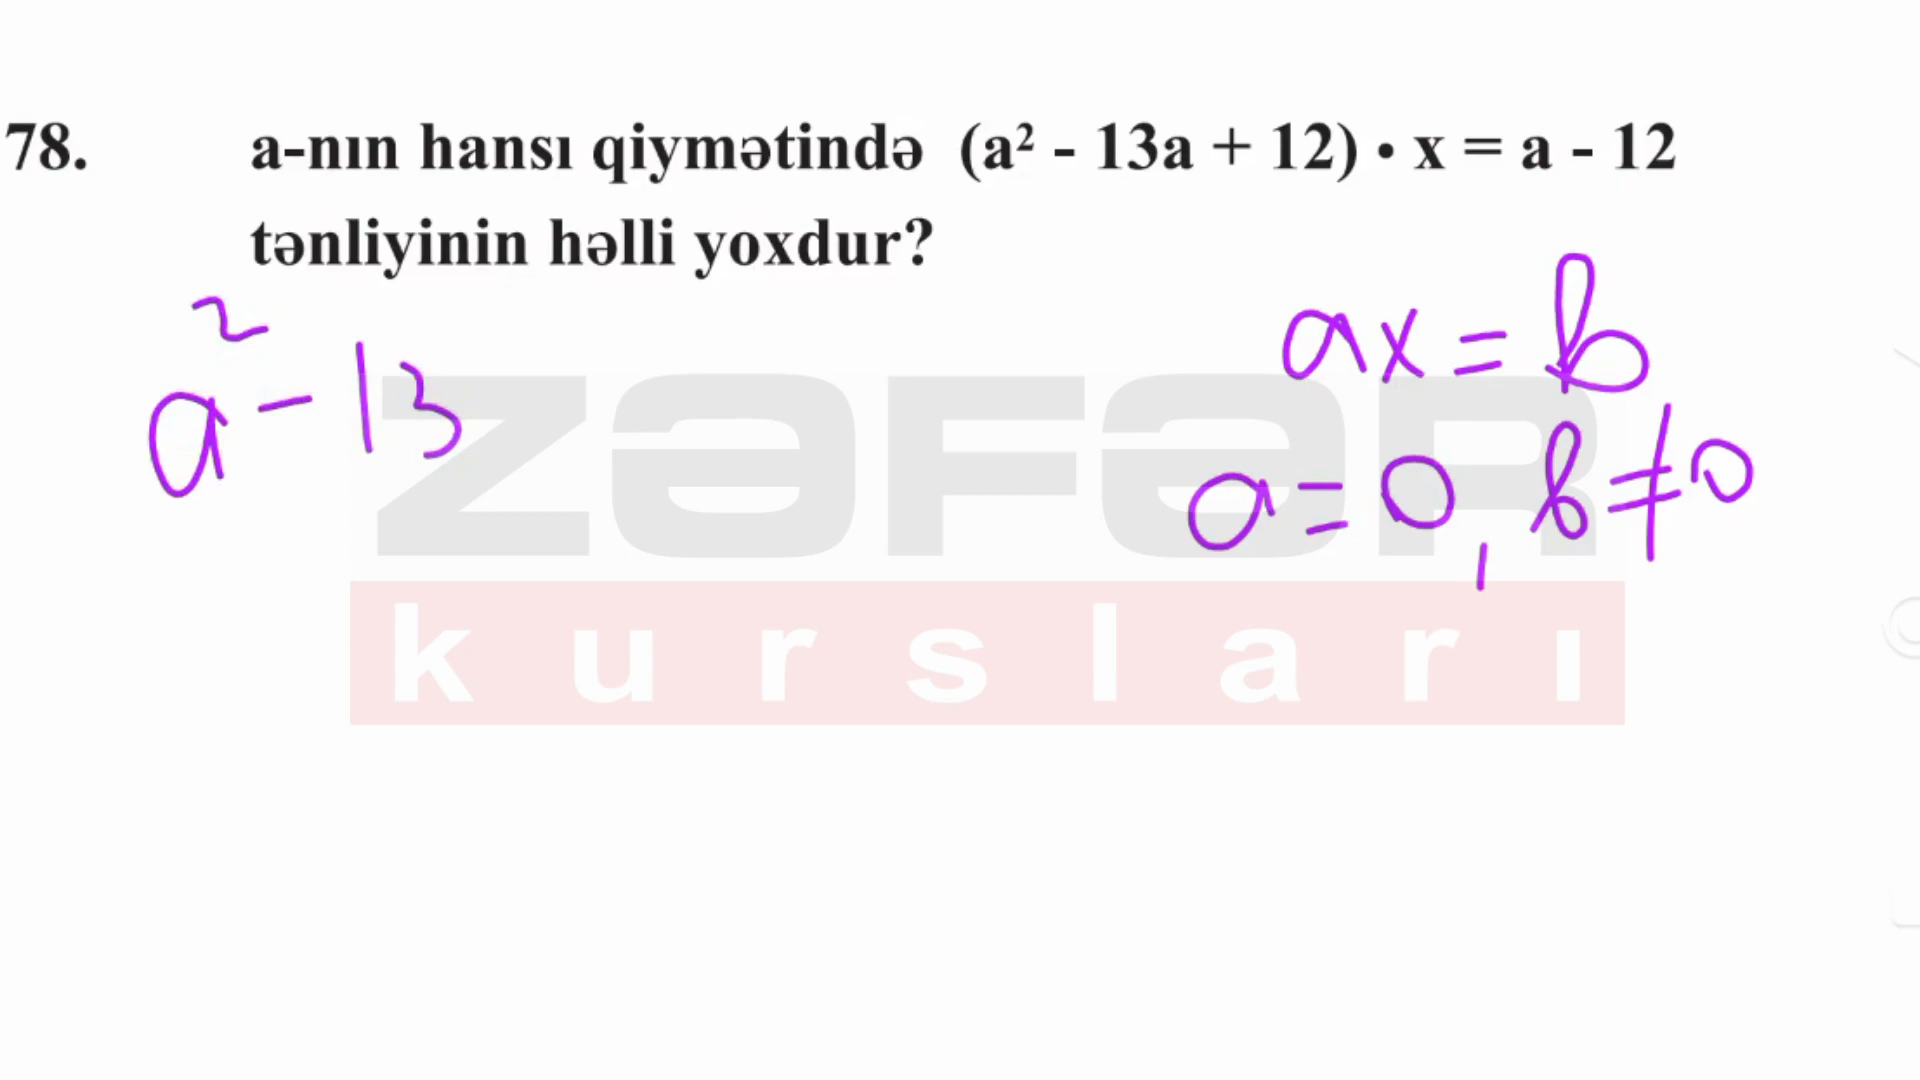 78. a-nın hansı qiymətində (a² - 13a + 12) • x = a - 12
tənliyinin həlli yoxdur?
a² - 13
ax = b
a = 0, b ≠ 0
ZƏFƏR
kursları